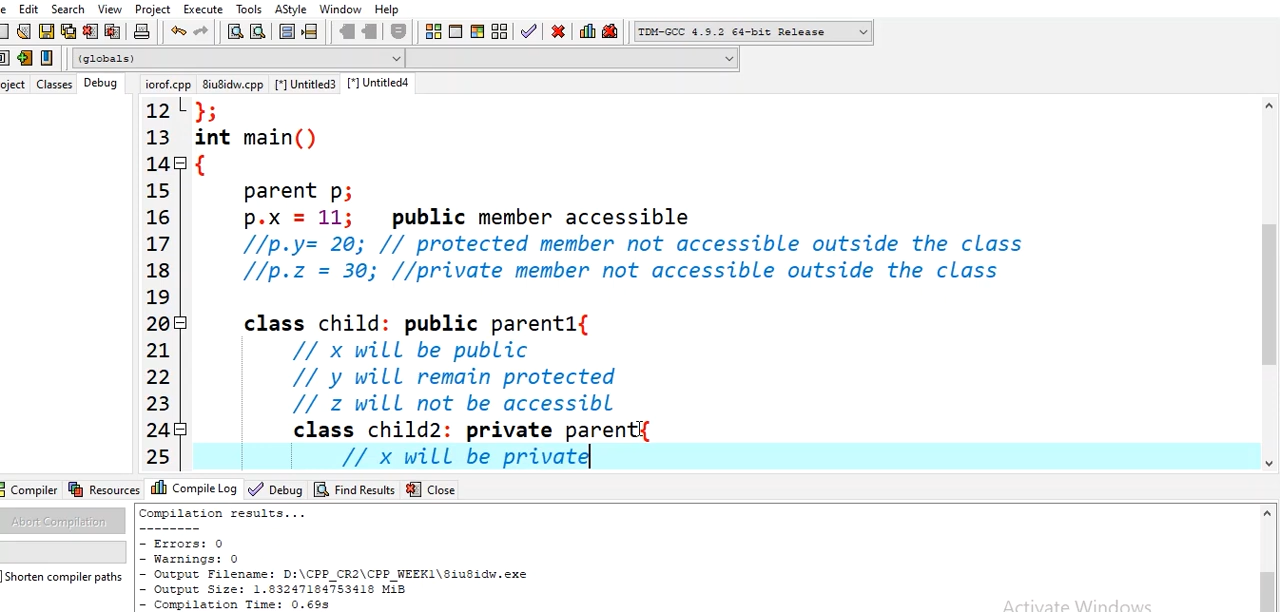 e Edit Search View Project Execute Tools AStyle Window Help
TDM-GCC 4.9.2 64-bit Release
(globals)
oject Classes Debug iorof.cpp 8iu8idw.cpp [*] Untitled3 [*] Untitled4
12 };
13 int main()
14 {
15 parent p;
16 p.x = 11; public member accessible
17 //p.y= 20; // protected member not accessible outside the class
18 //p.z = 30; //private member not accessible outside the class
19
20 class child: public parent1{
21 // x will be public
22 // y will remain protected
23 // z will not be accessibl
24 class child2: private parent{
25 // x will be private
Compiler Resources Compile Log Debug Find Results Close
Abort Compilation
Shorten compiler paths
Compilation results...
--------
- Errors: 0
- Warnings: 0
- Output Filename: D:\CPP_CR2\CPP_WEEK1\8iu8idw.exe
- Output Size: 1.83247184753418 MiB
- Compilation Time: 0.69s
Activate Windows